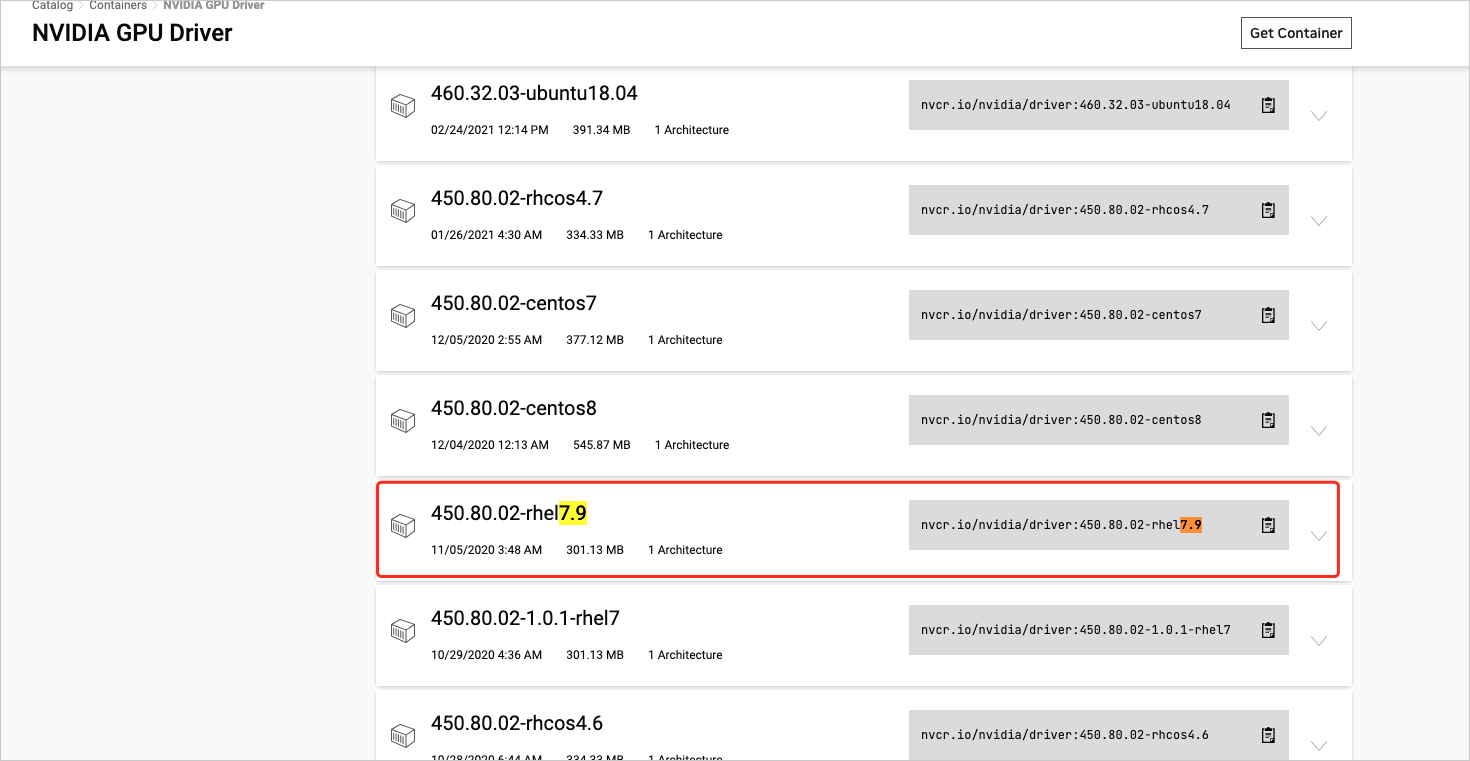 Catalog > Containers > NVIDIA GPU Driver
NVIDIA GPU Driver
Get Container
460.32.03-ubuntu18.04
nvcr.io/nvidia/driver:460.32.03-ubuntu18.04
02/24/2021 12:14 PM 391.34 MB 1 Architecture
450.80.02-rhcos4.7
nvcr.io/nvidia/driver:450.80.02-rhcos4.7
01/26/2021 4:30 AM 334.33 MB 1 Architecture
450.80.02-centos7
nvcr.io/nvidia/driver:450.80.02-centos7
12/05/2020 2:55 AM 377.12 MB 1 Architecture
450.80.02-centos8
nvcr.io/nvidia/driver:450.80.02-centos8
12/04/2020 12:13 AM 545.87 MB 1 Architecture
450.80.02-rhel7.9
nvcr.io/nvidia/driver:450.80.02-rhel7.9
11/05/2020 3:48 AM 301.13 MB 1 Architecture
450.80.02-1.0.1-rhel7
nvcr.io/nvidia/driver:450.80.02-1.0.1-rhel7
10/29/2020 4:36 AM 301.13 MB 1 Architecture
450.80.02-rhcos4.6
nvcr.io/nvidia/driver:450.80.02-rhcos4.6
10/28/2020 6:44 AM 334.33 MB 1 Architecture